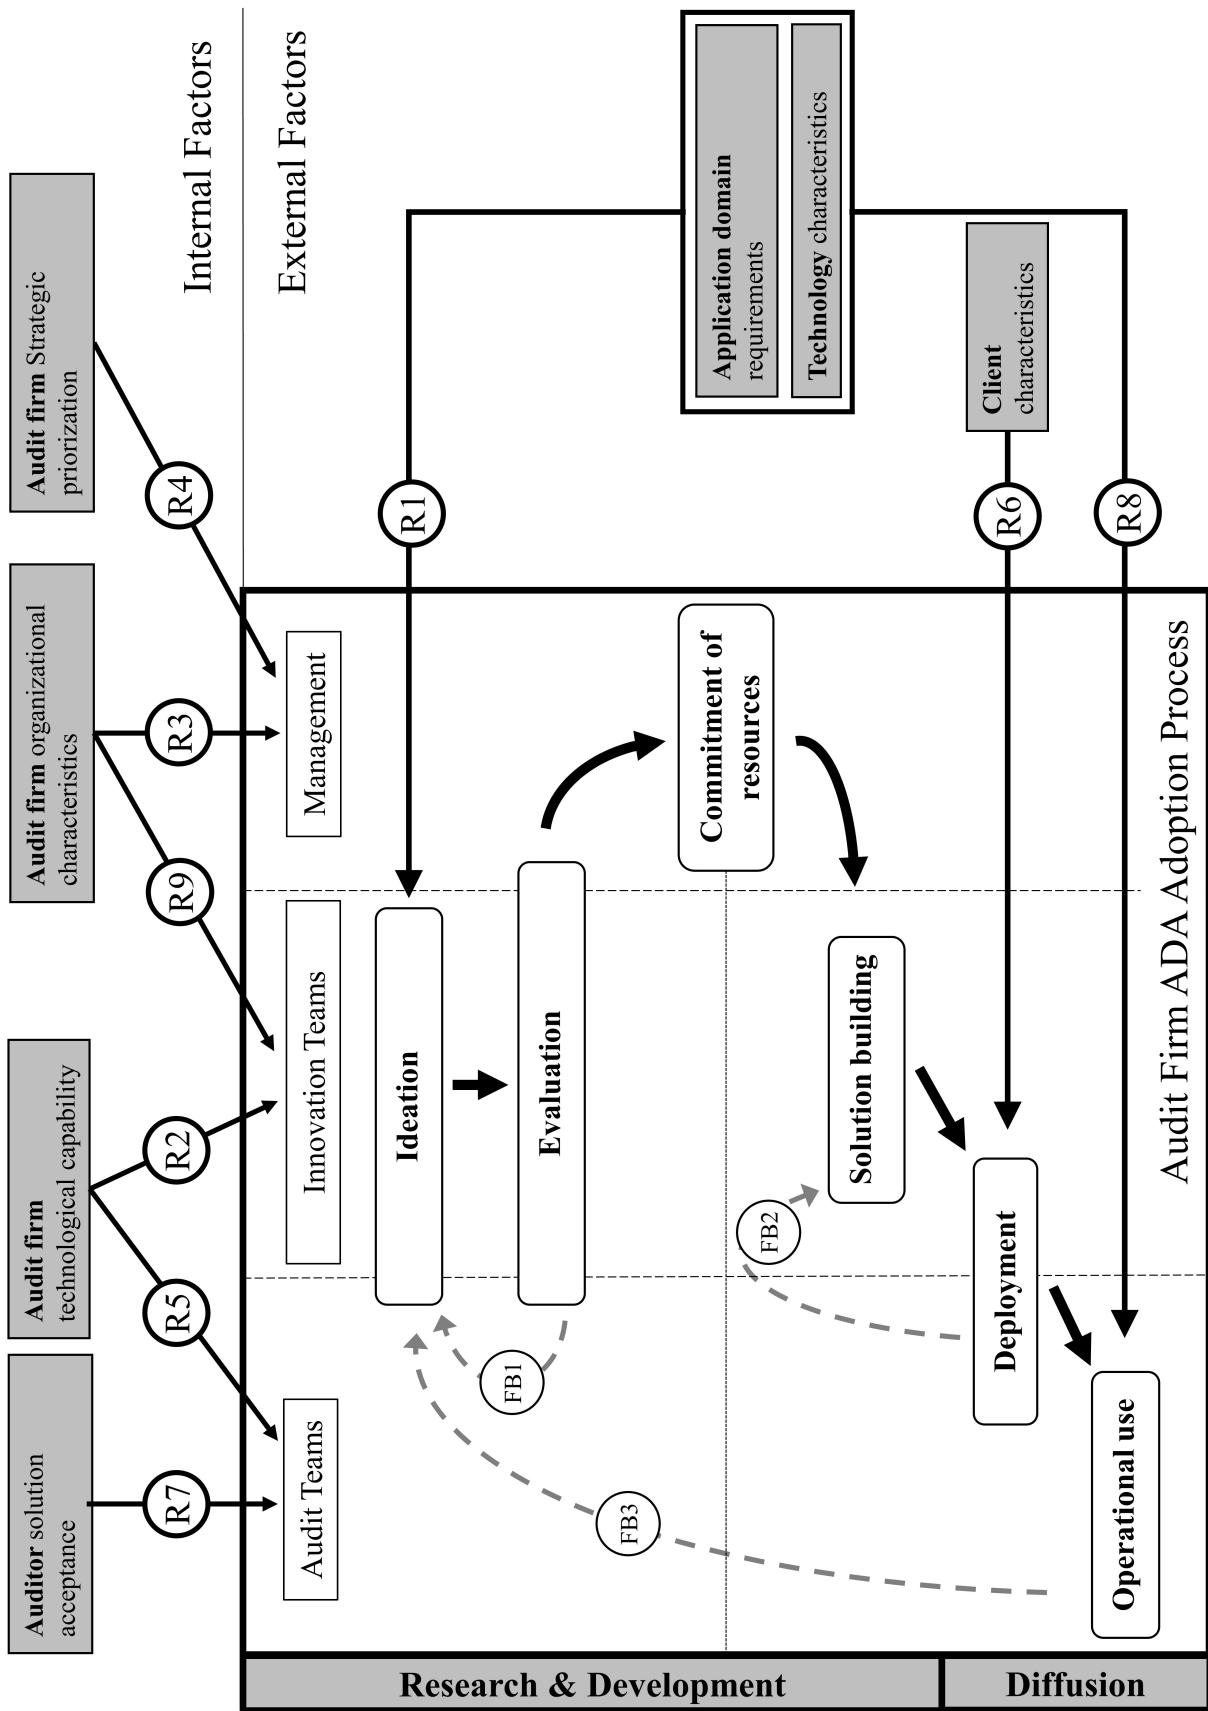 Auditor solution
acceptance
Audit firm
technological capability
Audit firm organizational
characteristics
Audit firm Strategic
priorization
R7
R5
R2
R9
R3
R4
Internal Factors
External Factors
Audit Teams
Innovation Teams
Management
Ideation
R1
FB1
Evaluation
FB3
Commitment of
resources
Application domain
requirements
Technology characteristics
FB2
Solution building
Deployment
R6
Client
characteristics
Operational use
R8
Audit Firm ADA Adoption Process
Research & Development
Diffusion